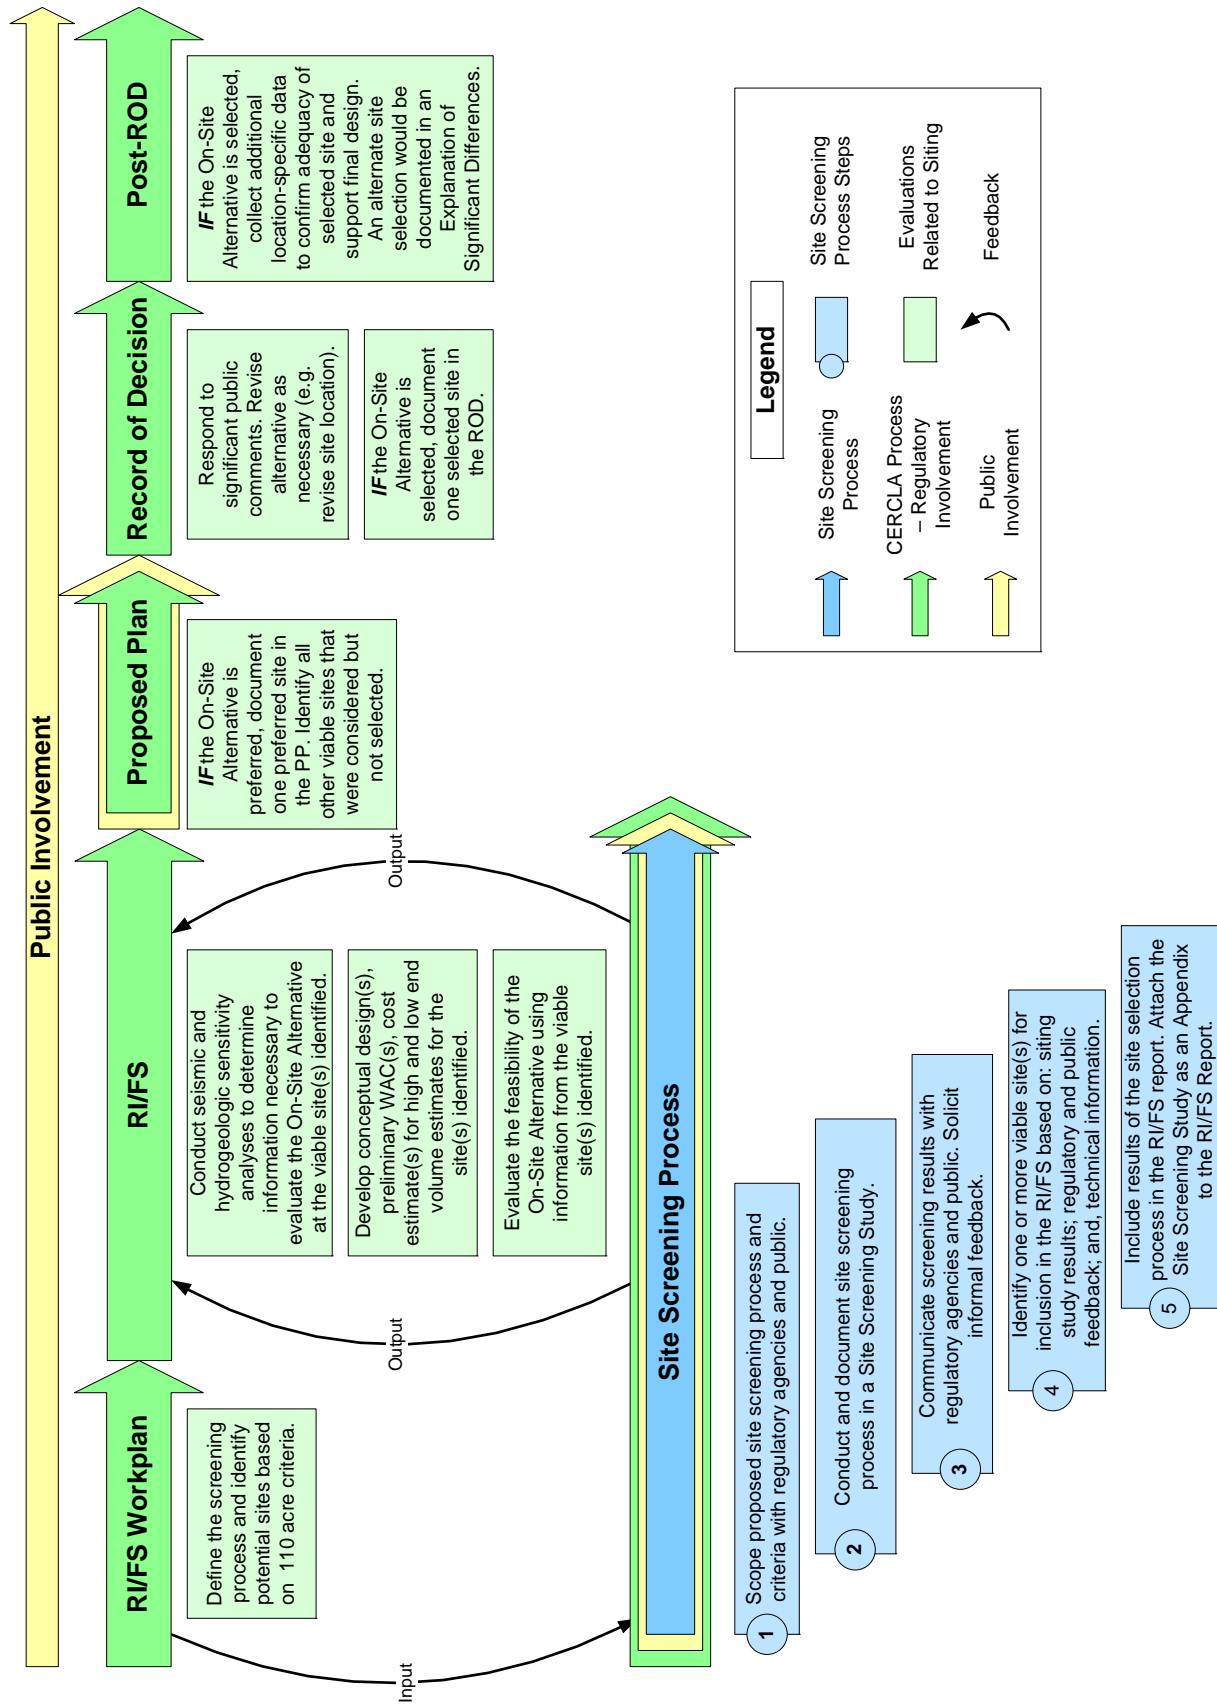 Public Involvement
RI/FS Workplan
RI/FS
Proposed Plan
Record of Decision
Post-ROD
Define the screening
process and identify
potential sites based
on 110 acre criteria.
Conduct seismic and
hydrgeologic sensitivity
analyses to determine
information necessary to
evaluate the On-Site Alternative
at the viable site(s) identified.
Develop conceptual design(s),
preliminary WAC(s), cost
estimate(s) for high and low end
volume estimates for the
site(s) identified.
Evaluate the feasibility of the
On-Site Alternative using
information from the viable
site(s) identified.
IF the On-Site
Alternative is
preferred, document
one preferred site in
the PP. Identify all
other viable sites that
were considered but
not selected.
Respond to
significant public
comments. Revise
alternative as
necessary (e.g.
revise site location).
IF the On-Site
Alternative is
selected, document
one selected site in
the ROD.
IF the On-Site
Alternative is selected,
collect additional
location-specific data
to confirm adequacy of
selected site and
support final design.
An alternate site
selection would be
documented in an
Explanation of
Significant Differences.
Input
Output
Output
Site Screening Process
1
Scope proposed site screening process and
criteria with regulatory agencies and public.
2
Conduct and document site screening
process in a Site Screening Study.
3
Communicate screening results with
regulatory agencies and public. Solicit
informal feedback.
4
Identify one or more viable site(s) for
inclusion in the RI/FS based on: siting
study results; regulatory and public
feedback; and, technical information.
5
Include results of the site selection
process in the RI/FS report. Attach the
Site Screening Study as an Appendix
to the RI/FS Report.
Legend
Site Screening
Process
Site Screening
Process Steps
CERCLA Process
– Regulatory
Involvement
Evaluations
Related to Siting
Public
Involvement
Feedback